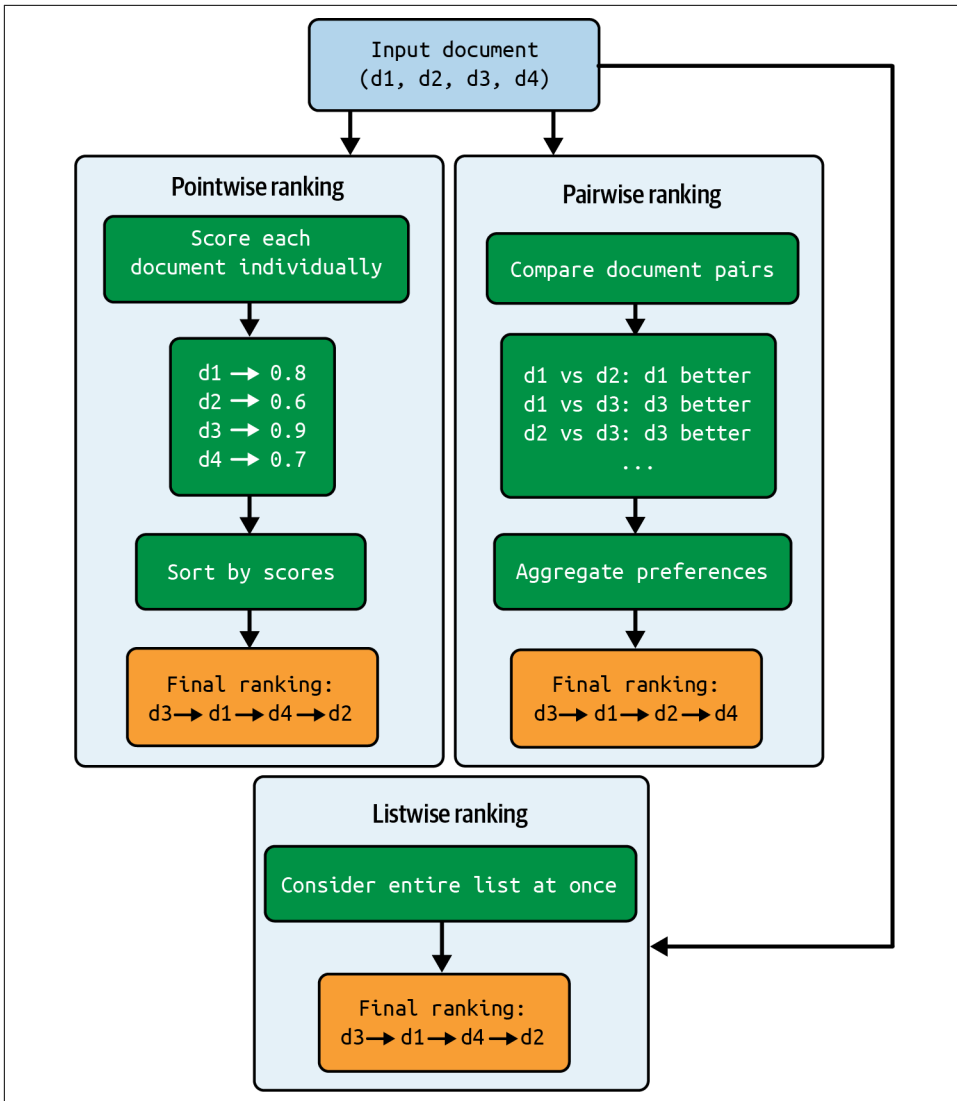 Input document
(d1, d2, d3, d4)
Pointwise ranking
Score each
document individually
d1 → 0.8
d2 → 0.6
d3 → 0.9
d4 → 0.7
Sort by scores
Final ranking:
d3 → d1 → d4 → d2
Pairwise ranking
Compare document pairs
d1 vs d2: d1 better
d1 vs d3: d3 better
d2 vs d3: d3 better
...
Aggregate preferences
Final ranking:
d3 → d1 → d2 → d4
Listwise ranking
Consider entire list at once
Final ranking:
d3 → d1 → d4 → d2